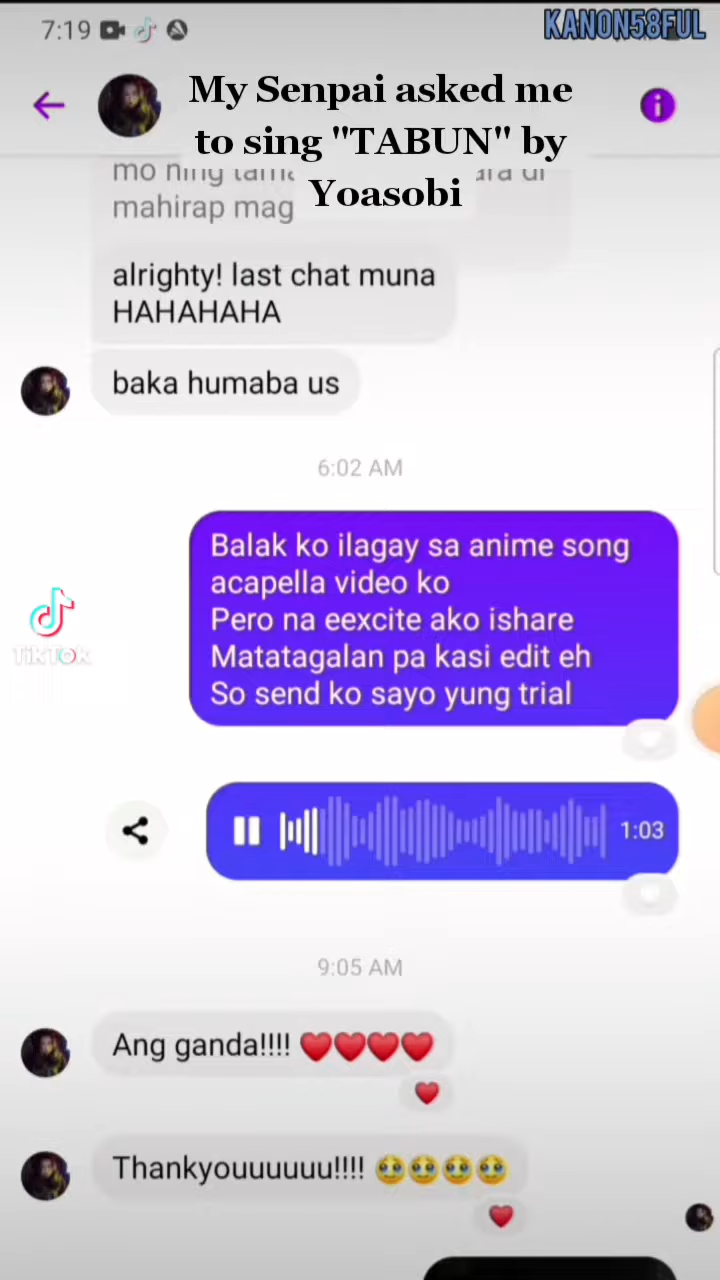 7:19
KANON58FUL
My Senpai asked me
to sing "TABUN" by
Yoasobi
mahirap mag
alrighty! last chat muna
HAHAHAHA
baka humaba us
6:02 AM
Balak ko ilagay sa anime song
acapella video ko
Pero na eexcite ako ishare
Matatagalan pa kasi edit eh
So send ko sayo yung trial
TikTok
1:03
9:05 AM
Ang ganda!!!! ❤️❤️❤️❤️
Thankyouuuuuu!!!! 🥹🥹🥹🥹